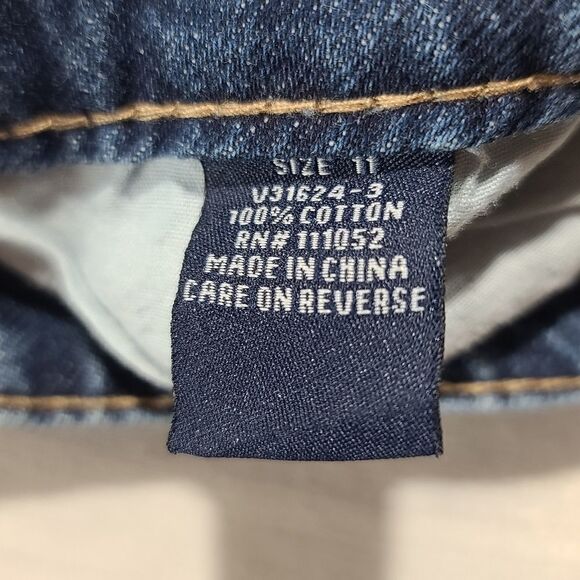 SIZE 11
V31624-3
100% COTTON
RN# 111052
MADE IN CHINA
CARE ON REVERSE